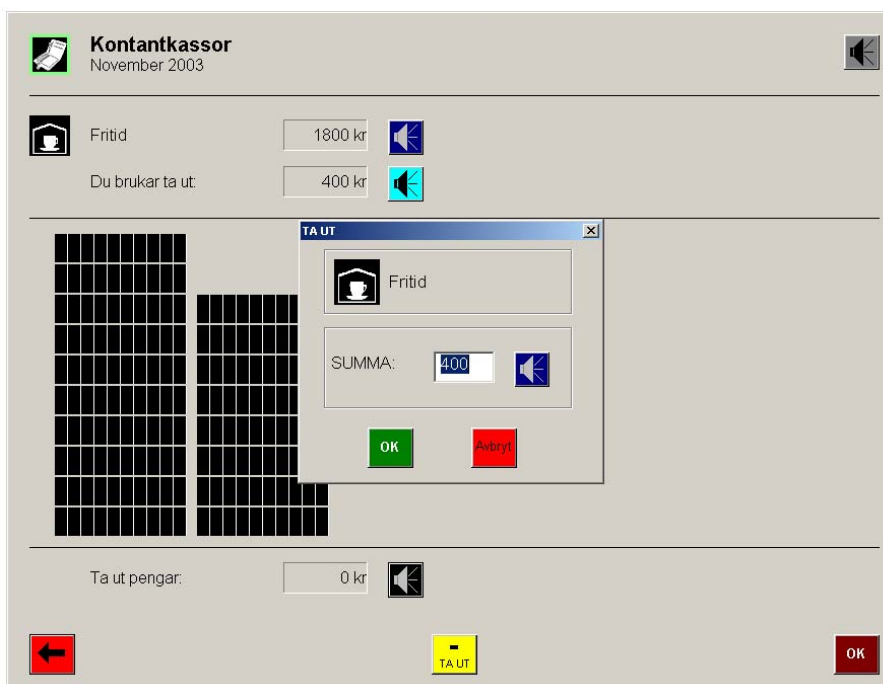 Kontantkassor
November 2003
Fritid 1800 kr
Du brukar ta ut: 400 kr
TA UT
Fritid
SUMMA: 400
OK Avbryt
Ta ut pengar: 0 kr
- TA UT
OK